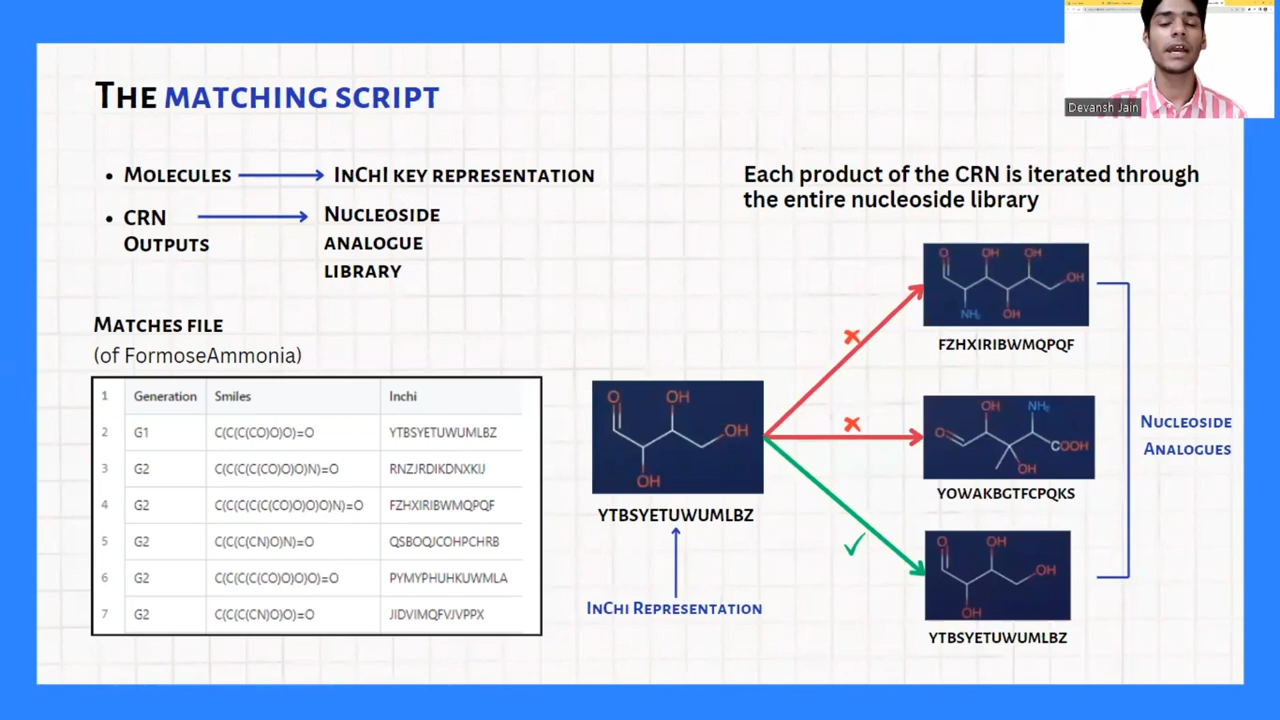 Devansh Jain
THE MATCHING SCRIPT
• MOLECULES
INCHI KEY REPRESENTATION
• CRN
OUTPUTS
NUCLEOSIDE
ANALOGUE
LIBRARY
MATCHES FILE
(of FormoseAmmonia)
1 Generation Smiles Inchi
2 G1 C(C(C(CO)O)O)=O YTBSYETUWUMLBZ
3 G2 C(C(C(C(CO)O)O)N)=O RNZJRDIKDNXKIJ
4 G2 C(C(C(C(C(CO)O)O)O)N)=O FZHXIRIBWMQPQF
5 G2 C(C(C(CN)O)N)=O QSBOQJCOHPCHRB
6 G2 C(C(C(C(CO)O)O)O)=O PYMYPHUHKUWMLA
7 G2 C(C(C(CN)O)O)=O JIDVIMQFVJVPPX
Each product of the CRN is iterated through
the entire nucleoside library
O OH
OH
OH
YTBSYETUWUMLBZ
INCHI REPRESENTATION
O OH OH
OH
NH₂ OH
FZHXIRIBWMQPQF
OH NH₂
O
COOH
OH
YOWAKBGTFCPQKS
O OH
OH
OH
YTBSYETUWUMLBZ
NUCLEOSIDE
ANALOGUES